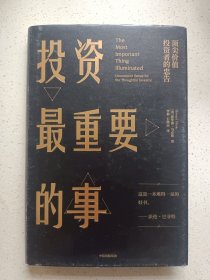 投资
最重要
的事
The
Most
Important
Thing
Illuminated
Uncommon Sense for
the Thoughtful Investor
顶尖价值
投资者的忠告
这是一本难得一见的
好书。
——沃伦·巴菲特